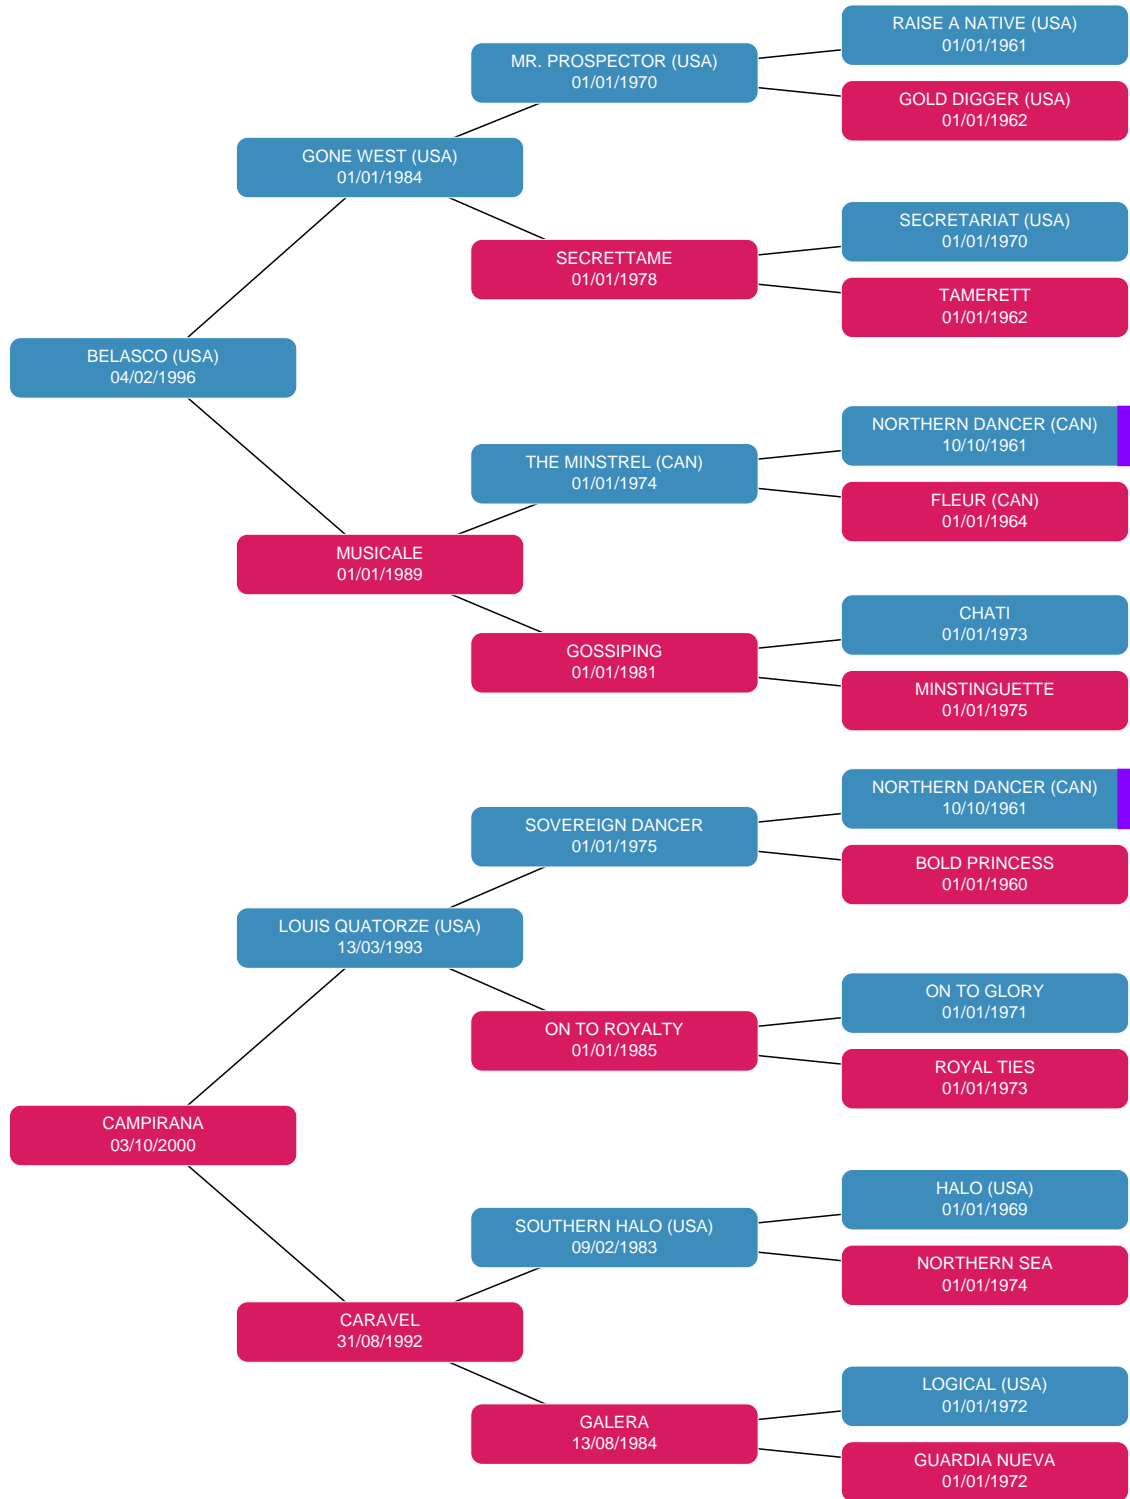 RAISE A NATIVE (USA)
01/01/1961
MR. PROSPECTOR (USA)
01/01/1970
GOLD DIGGER (USA)
01/01/1962
GONE WEST (USA)
01/01/1984
SECRETARIAT (USA)
01/01/1970
SECRETTAME
01/01/1978
TAMERETT
01/01/1962
BELASCO (USA)
04/02/1996
NORTHERN DANCER (CAN)
10/10/1961
THE MINSTREL (CAN)
01/01/1974
FLEUR (CAN)
01/01/1964
MUSICALE
01/01/1989
CHATI
01/01/1973
GOSSIPING
01/01/1981
MINSTINGUETTE
01/01/1975
NORTHERN DANCER (CAN)
10/10/1961
SOVEREIGN DANCER
01/01/1975
BOLD PRINCESS
01/01/1960
LOUIS QUATORZE (USA)
13/03/1993
ON TO GLORY
01/01/1971
ON TO ROYALTY
01/01/1985
ROYAL TIES
01/01/1973
CAMPIRANA
03/10/2000
HALO (USA)
01/01/1969
SOUTHERN HALO (USA)
09/02/1983
NORTHERN SEA
01/01/1974
CARAVEL
31/08/1992
LOGICAL (USA)
01/01/1972
GALERA
13/08/1984
GUARDIA NUEVA
01/01/1972